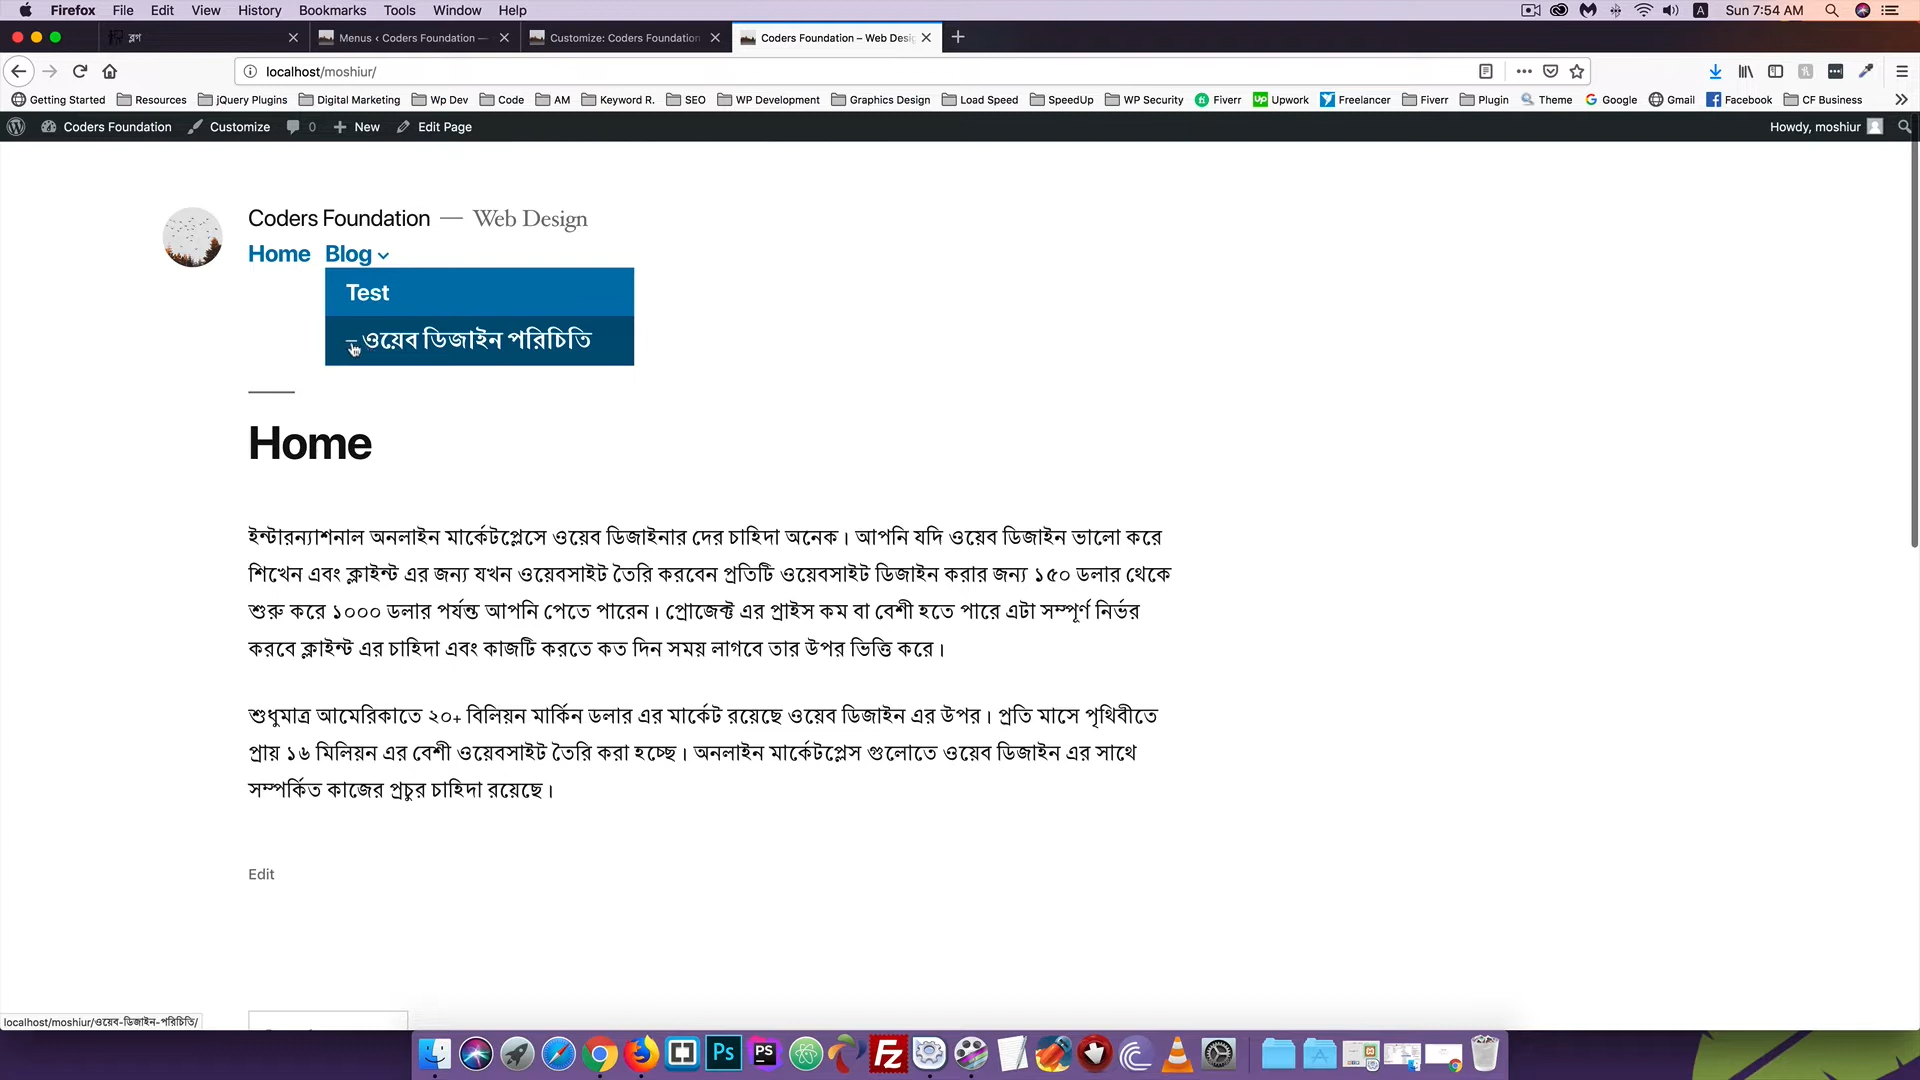 Firefox File Edit View History Bookmarks Tools Window Help Sun 7:54 AM
ব্লগ Menus ‹ Coders Foundation — Customize: Coders Foundation Coders Foundation – Web Desi
localhost/moshiur/
Getting Started Resources jQuery Plugins Digital Marketing Wp Dev Code AM Keyword R. SEO WP Development Graphics Design Load Speed SpeedUp WP Security Fiverr Upwork Freelancer Fiverr Plugin Theme Google Gmail Facebook CF Business
Coders Foundation Customize 0 New Edit Page Howdy, moshiur
Coders Foundation — Web Design
Home Blog
Test
– ওয়েব ডিজাইন পরিচিতি
Home
ইন্টারন্যাশনাল অনলাইন মার্কেটপ্লেসে ওয়েব ডিজাইনার দের চাহিদা অনেক। আপনি যদি ওয়েব ডিজাইন ভালো করে
শিখেন এবং ক্লাইন্ট এর জন্য যখন ওয়েবসাইট তৈরি করবেন প্রতিটি ওয়েবসাইট ডিজাইন করার জন্য ১৫০ ডলার থেকে
শুরু করে ১০০০ ডলার পর্যন্ত আপনি পেতে পারেন। প্রোজেক্ট এর প্রাইস কম বা বেশী হতে পারে এটা সম্পূর্ণ নির্ভর
করবে ক্লাইন্ট এর চাহিদা এবং কাজটি করতে কত দিন সময় লাগবে তার উপর ভিত্তি করে।
শুধুমাত্র আমেরিকাতে ২০+ বিলিয়ন মার্কিন ডলার এর মার্কেট রয়েছে ওয়েব ডিজাইন এর উপর। প্রতি মাসে পৃথিবীতে
প্রায় ১৬ মিলিয়ন এর বেশী ওয়েবসাইট তৈরি করা হচ্ছে। অনলাইন মার্কেটপ্লেস গুলোতে ওয়েব ডিজাইন এর সাথে
সম্পর্কিত কাজের প্রচুর চাহিদা রয়েছে।
Edit
localhost/moshiur/ওয়েব-ডিজাইন-পরিচিতি/
Ps PS FZ